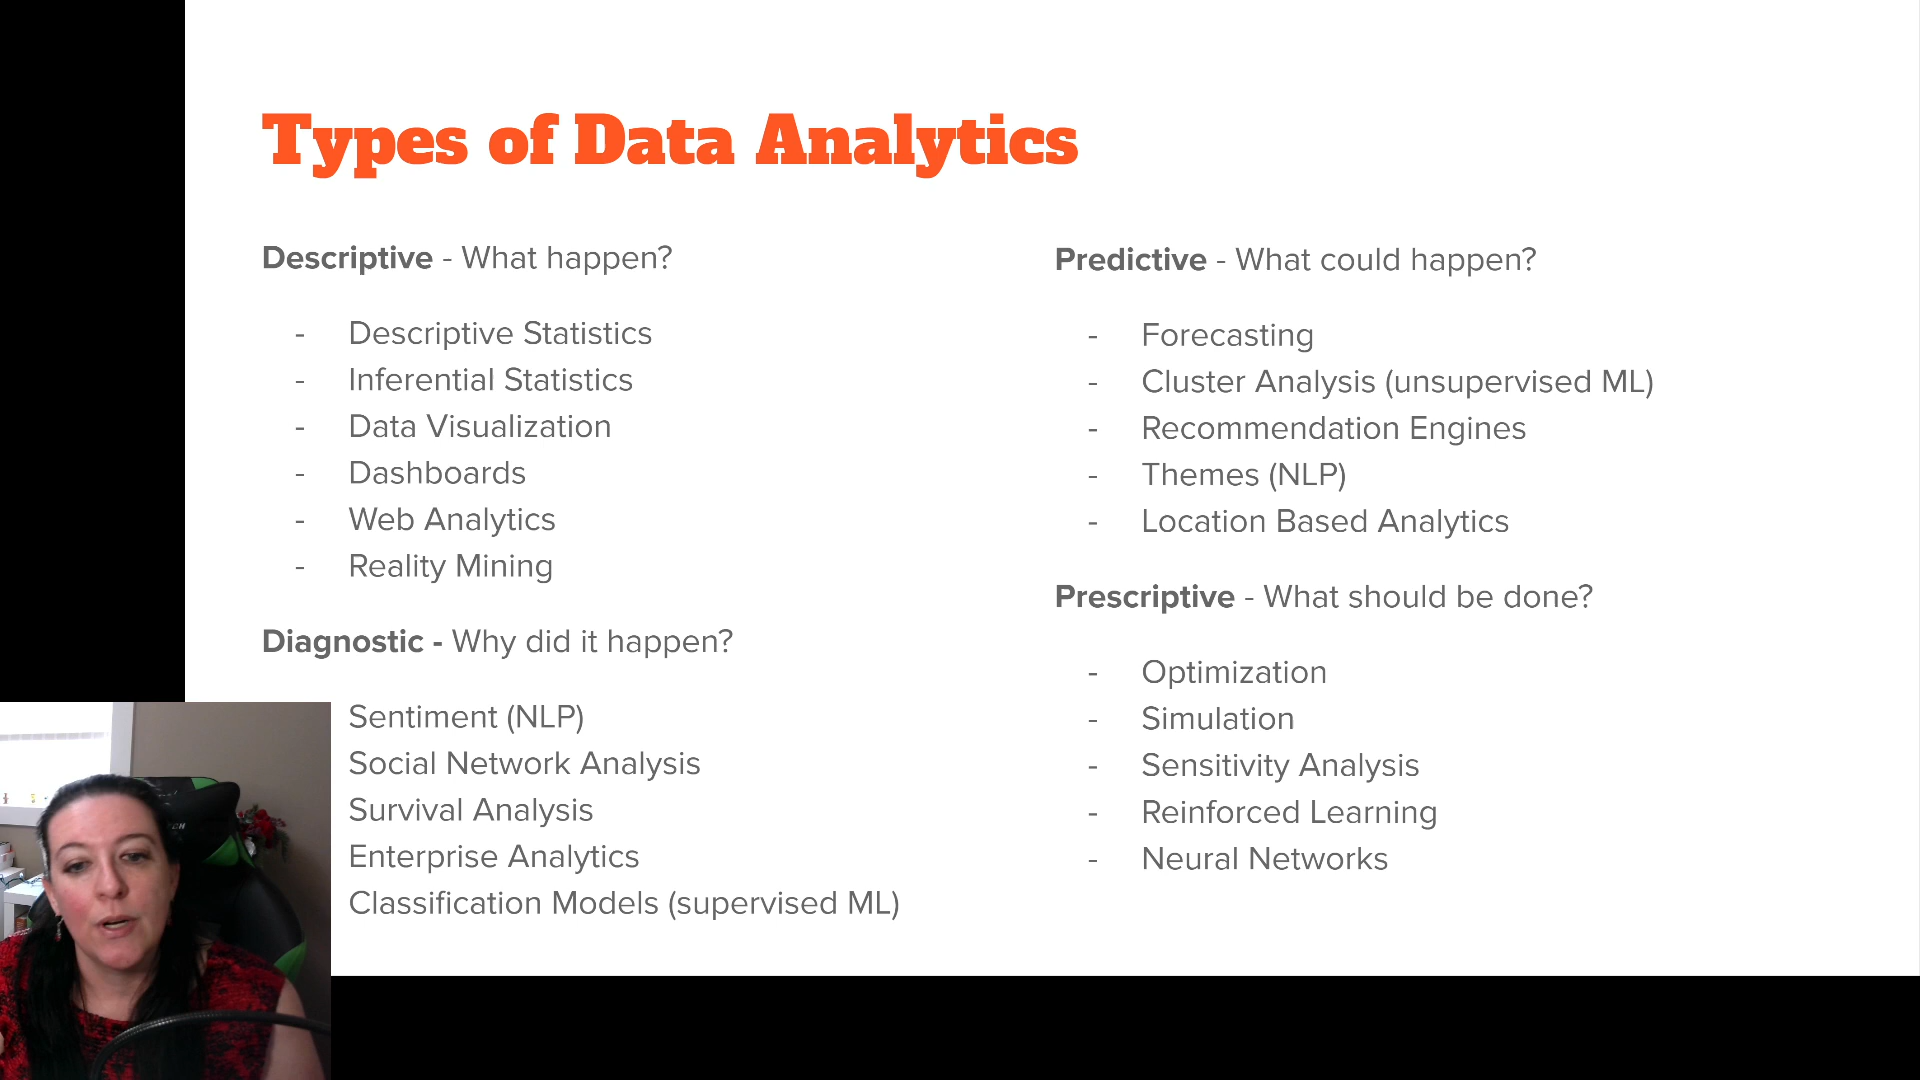 Types of Data Analytics
Descriptive - What happen?
- Descriptive Statistics
- Inferential Statistics
- Data Visualization
- Dashboards
- Web Analytics
- Reality Mining
Diagnostic - Why did it happen?
Sentiment (NLP)
Social Network Analysis
Survival Analysis
Enterprise Analytics
Classification Models (supervised ML)
Predictive - What could happen?
- Forecasting
- Cluster Analysis (unsupervised ML)
- Recommendation Engines
- Themes (NLP)
- Location Based Analytics
Prescriptive - What should be done?
- Optimization
- Simulation
- Sensitivity Analysis
- Reinforced Learning
- Neural Networks